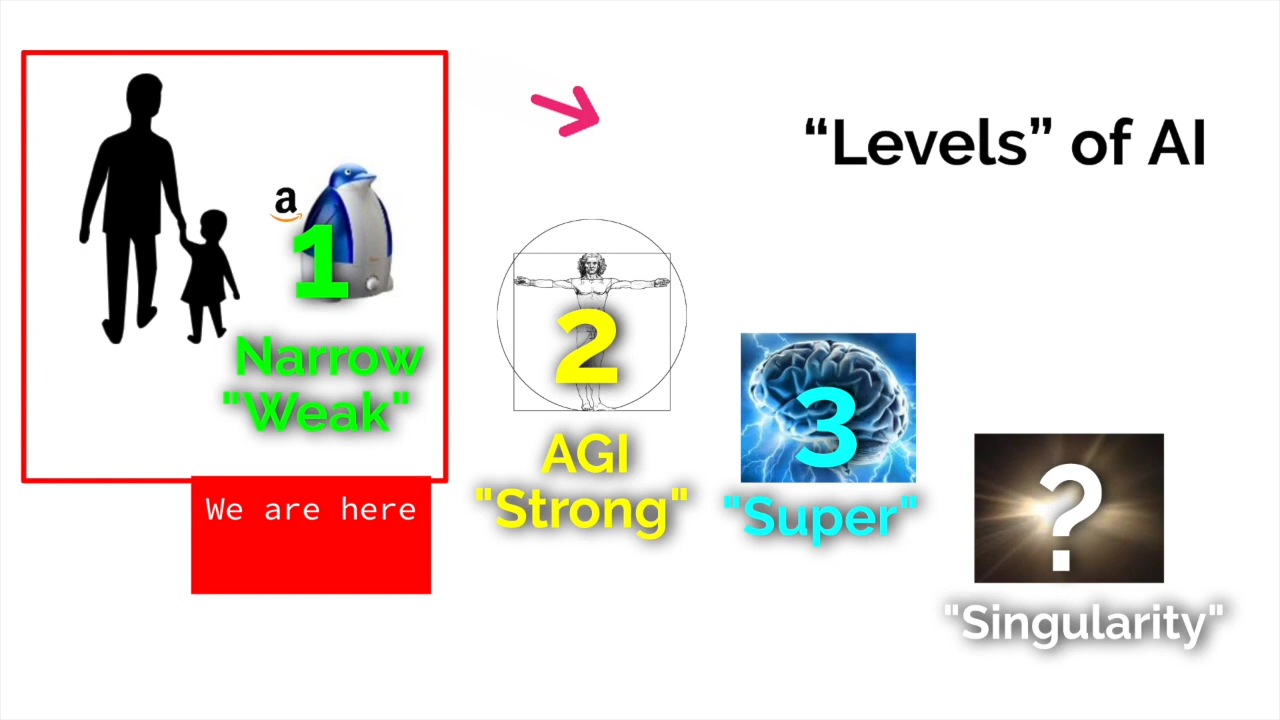 “Levels” of AI
a
1
Narrow
"Weak"
We are here
2
AGI
"Strong"
3
"Super"
?
"Singularity"